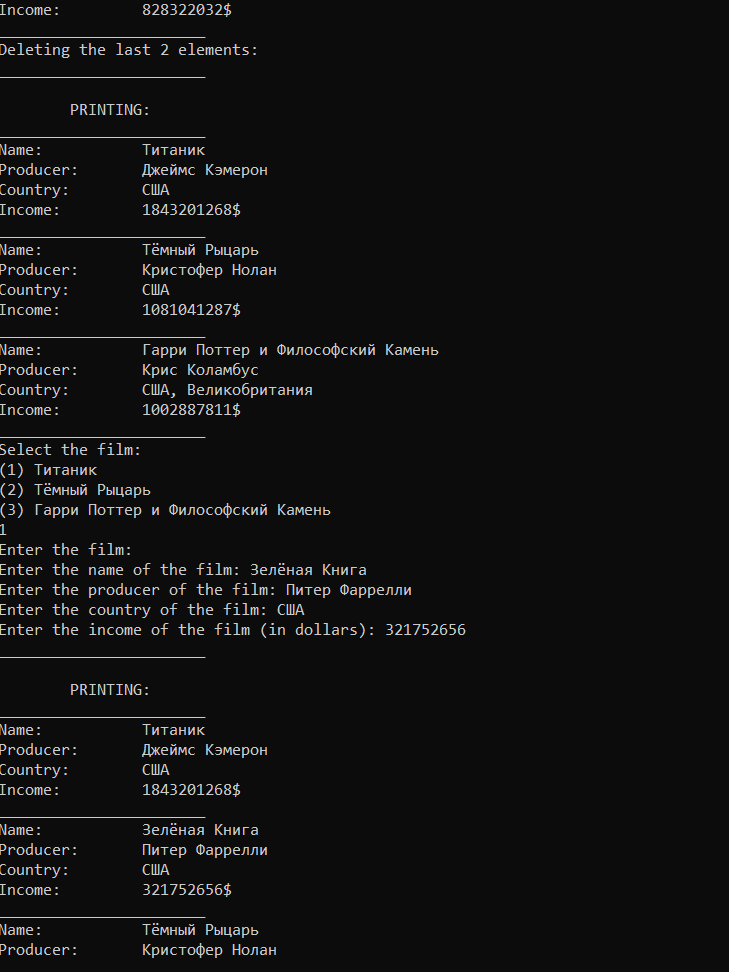 Income: 828322032$
_______________________
Deleting the last 2 elements:
_______________________
PRINTING:
_______________________
Name: Титаник
Producer: Джеймс Кэмерон
Country: США
Income: 1843201268$
_______________________
Name: Тёмный Рыцарь
Producer: Кристофер Нолан
Country: США
Income: 1081041287$
_______________________
Name: Гарри Поттер и Философский Камень
Producer: Крис Коламбус
Country: США, Великобритания
Income: 1002887811$
_______________________
Select the film:
(1) Титаник
(2) Тёмный Рыцарь
(3) Гарри Поттер и Философский Камень
1
Enter the film:
Enter the name of the film: Зелёная Книга
Enter the producer of the film: Питер Фаррелли
Enter the country of the film: США
Enter the income of the film (in dollars): 321752656
_______________________
PRINTING:
_______________________
Name: Титаник
Producer: Джеймс Кэмерон
Country: США
Income: 1843201268$
_______________________
Name: Зелёная Книга
Producer: Питер Фаррелли
Country: США
Income: 321752656$
_______________________
Name: Тёмный Рыцарь
Producer: Кристофер Нолан